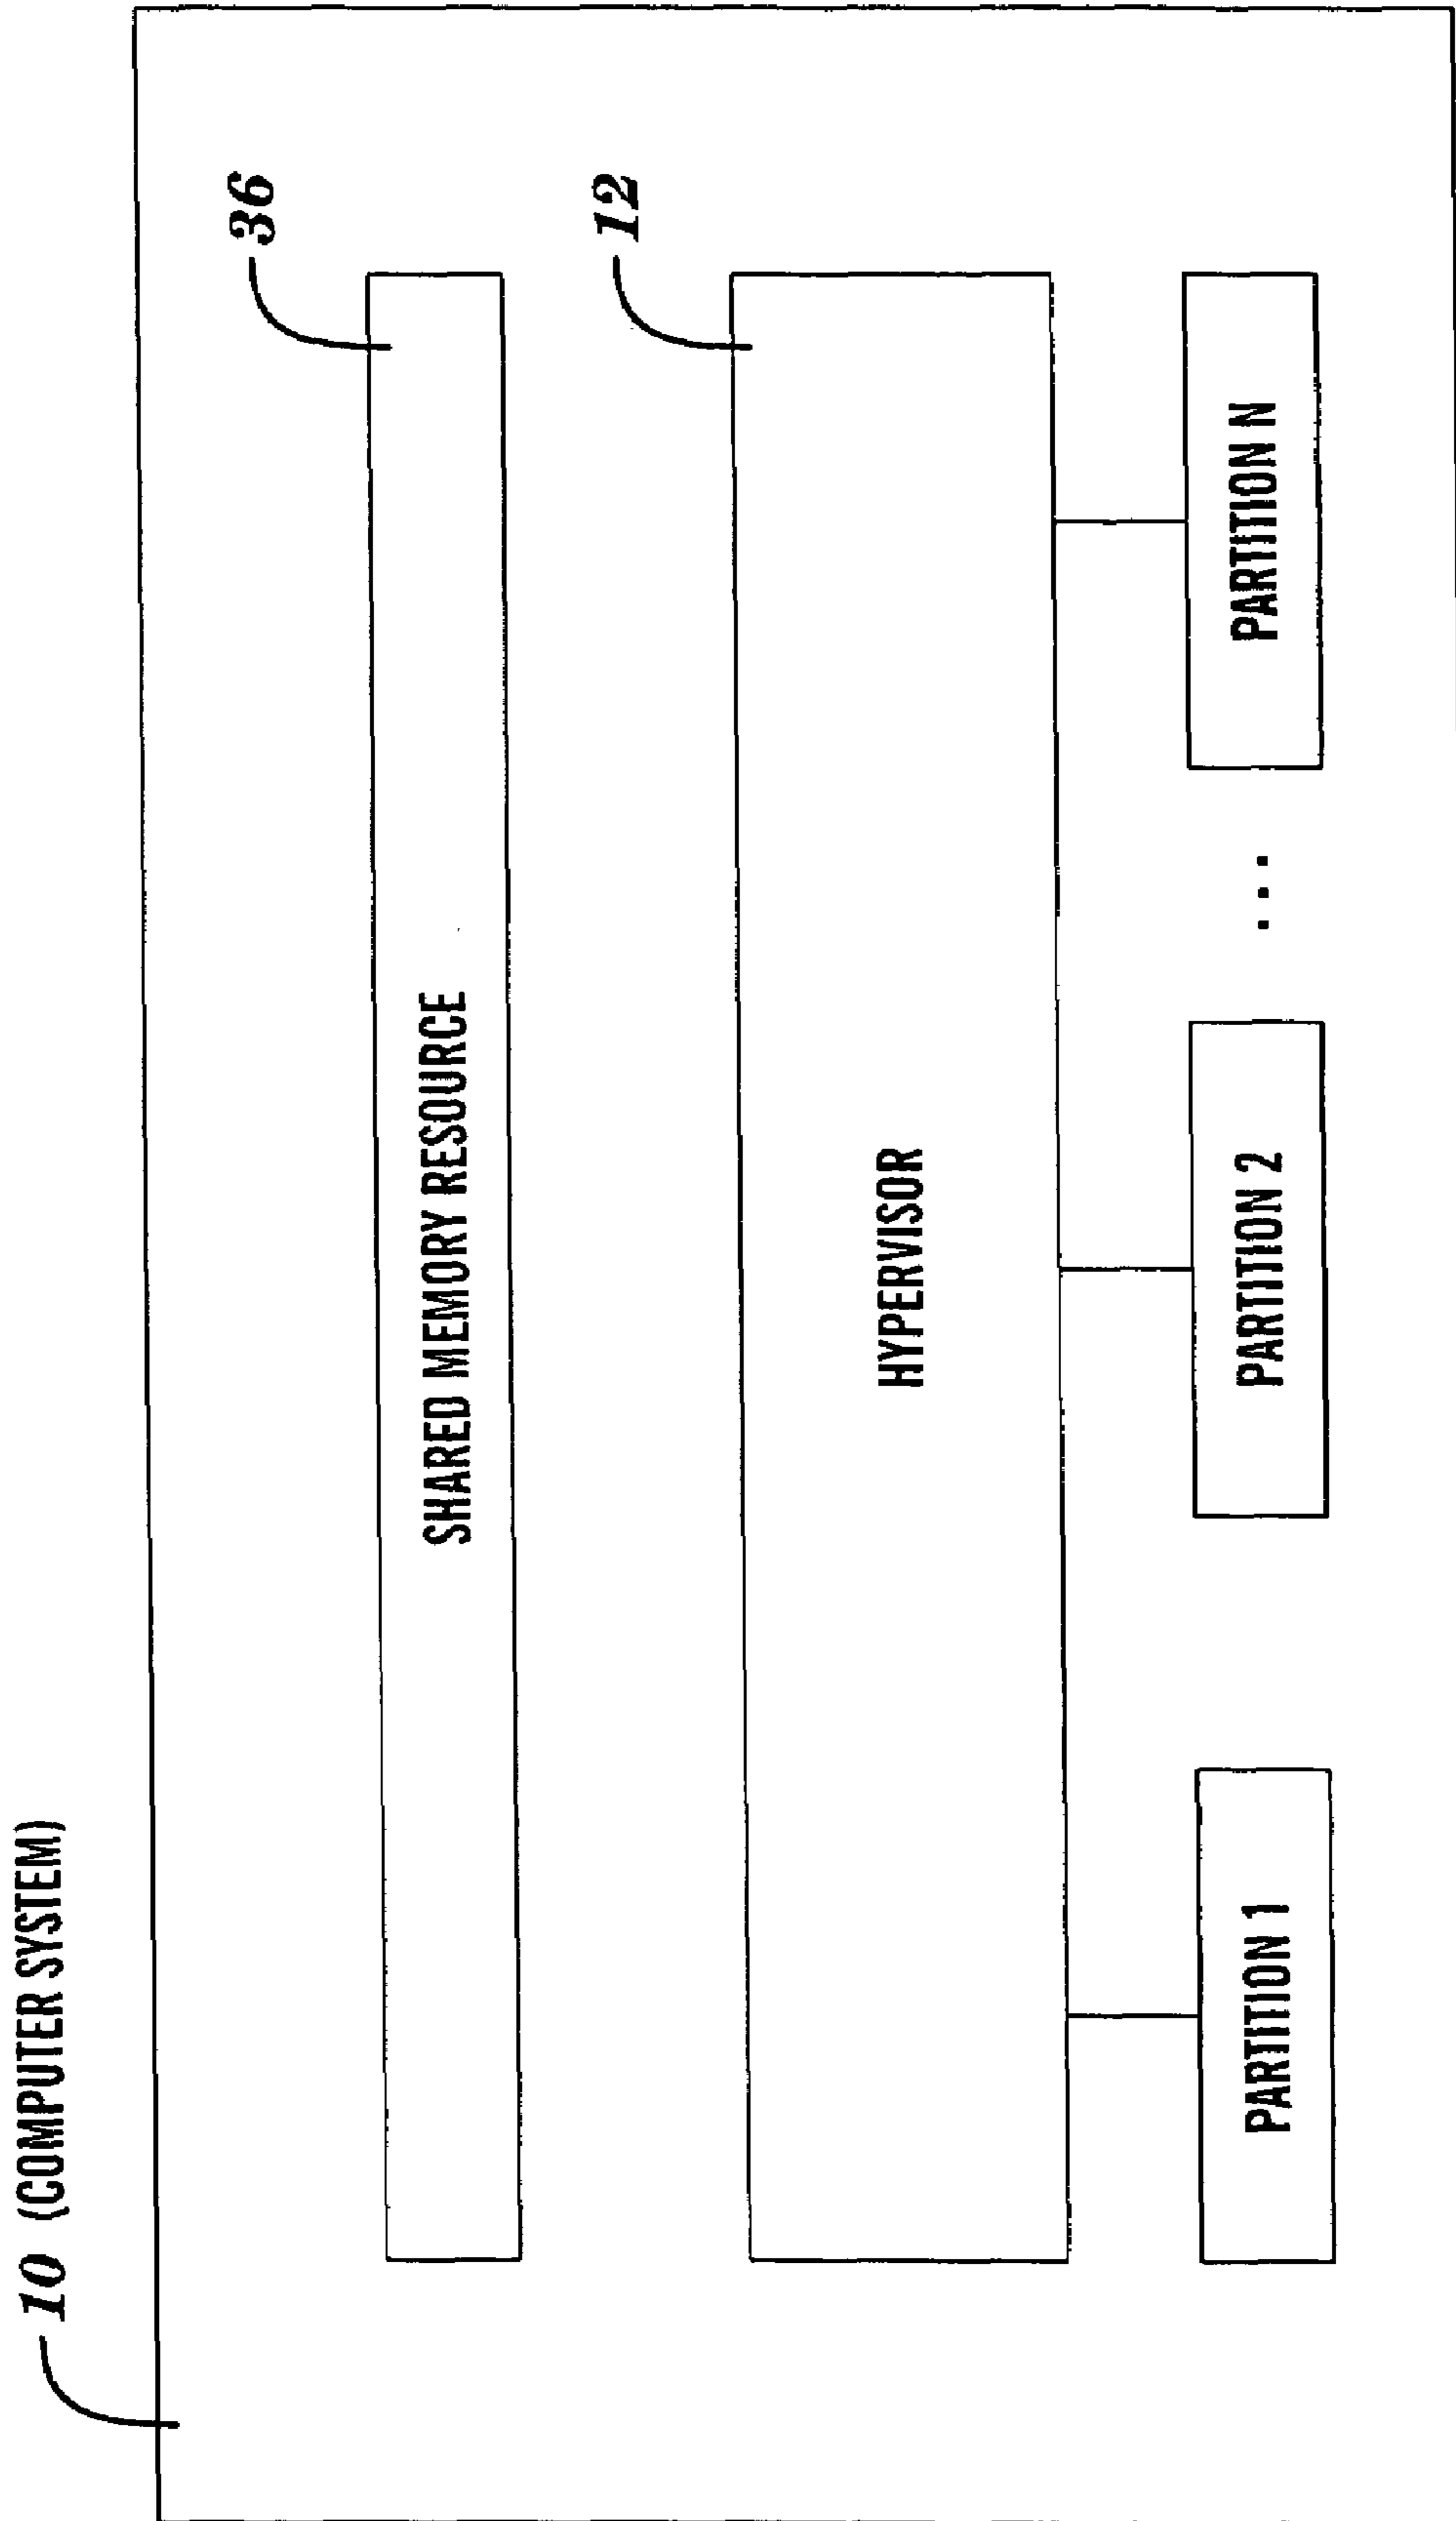 10 (COMPUTER SYSTEM)
36
SHARED MEMORY RESOURCE
12
HYPERVISOR
PARTITION 1
PARTITION 2
...
PARTITION N